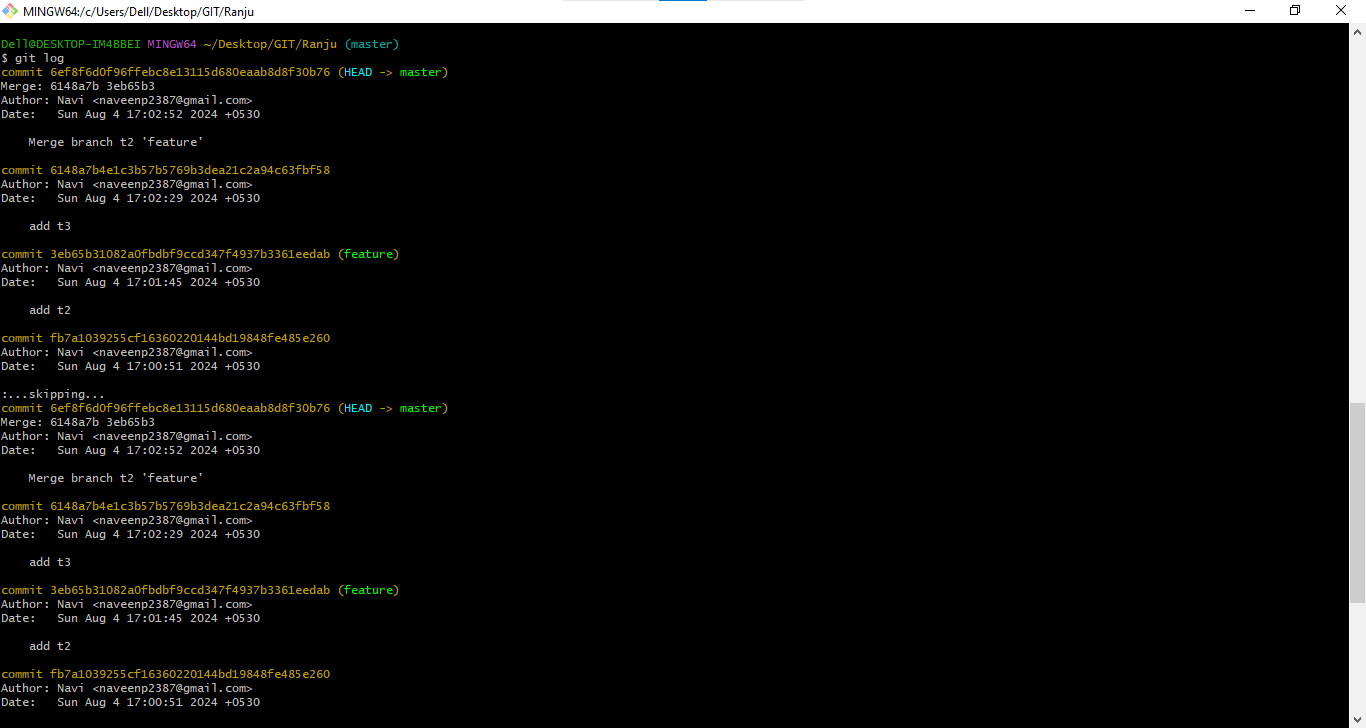 MINGW64:/c/Users/Dell/Desktop/GIT/Ranju
Dell@DESKTOP-IM4BBEI MINGW64 ~/Desktop/GIT/Ranju (master)
$ git log
commit 6ef8f6d0f96ffebc8e13115d680eaab8d8f30b76 (HEAD -> master)
Merge: 6148a7b 3eb65b3
Author: Navi <naveenp2387@gmail.com>
Date:   Sun Aug 4 17:02:52 2024 +0530
    Merge branch t2 'feature'
commit 6148a7b4e1c3b57b5769b3dea21c2a94c63fbf58
Author: Navi <naveenp2387@gmail.com>
Date:   Sun Aug 4 17:02:29 2024 +0530
    add t3
commit 3eb65b31082a0fbdbf9ccd347f4937b3361eedab (feature)
Author: Navi <naveenp2387@gmail.com>
Date:   Sun Aug 4 17:01:45 2024 +0530
    add t2
commit fb7a1039255cf16360220144bd19848fe485e260
Author: Navi <naveenp2387@gmail.com>
Date:   Sun Aug 4 17:00:51 2024 +0530
:...skipping...
commit 6ef8f6d0f96ffebc8e13115d680eaab8d8f30b76 (HEAD -> master)
Merge: 6148a7b 3eb65b3
Author: Navi <naveenp2387@gmail.com>
Date:   Sun Aug 4 17:02:52 2024 +0530
    Merge branch t2 'feature'
commit 6148a7b4e1c3b57b5769b3dea21c2a94c63fbf58
Author: Navi <naveenp2387@gmail.com>
Date:   Sun Aug 4 17:02:29 2024 +0530
    add t3
commit 3eb65b31082a0fbdbf9ccd347f4937b3361eedab (feature)
Author: Navi <naveenp2387@gmail.com>
Date:   Sun Aug 4 17:01:45 2024 +0530
    add t2
commit fb7a1039255cf16360220144bd19848fe485e260
Author: Navi <naveenp2387@gmail.com>
Date:   Sun Aug 4 17:00:51 2024 +0530